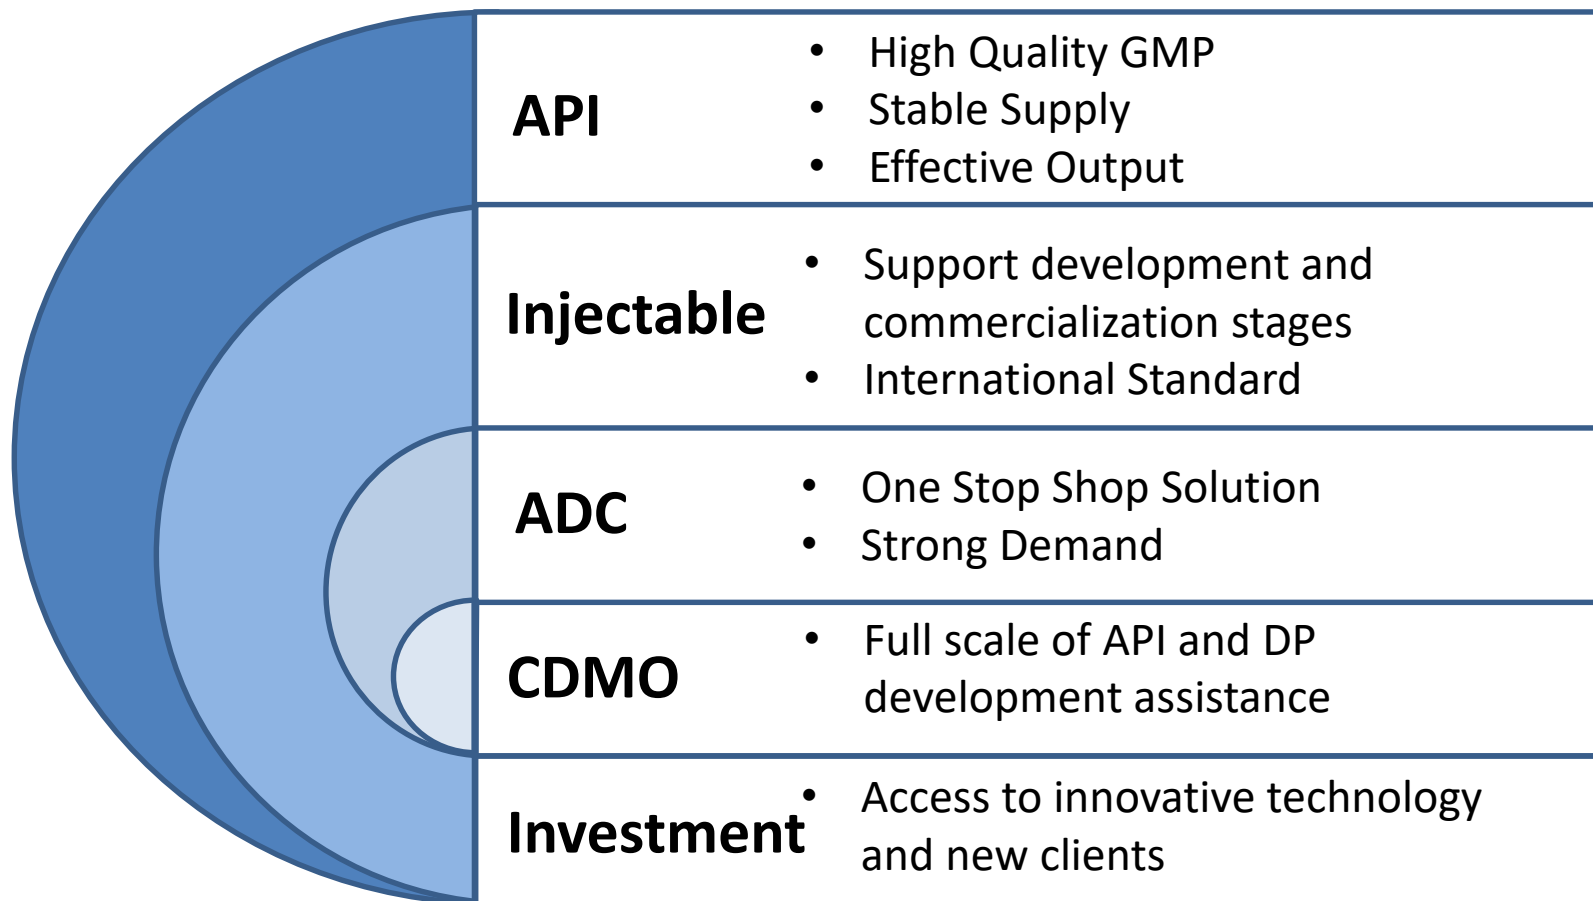 API
• High Quality GMP
• Stable Supply
• Effective Output
Injectable
• Support development and
commercialization stages
• International Standard
ADC
• One Stop Shop Solution
• Strong Demand
CDMO
• Full scale of API and DP
development assistance
Investment
• Access to innovative technology
and new clients